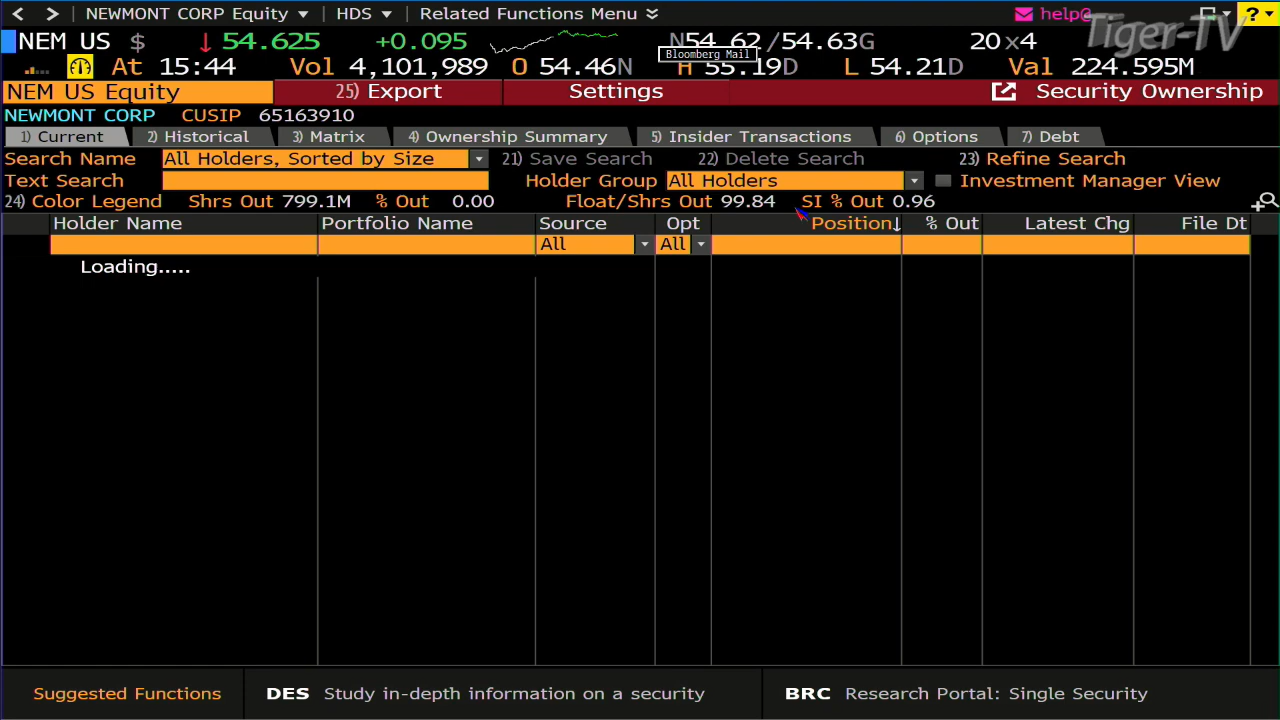 NEWMONT CORP Equity HDS Related Functions Menu help@ ?
Tiger-TV
NEM US $ ↓ 54.625 +0.095 N54.62 /54.63G 20 x4
Bloomberg Mail
At 15:44 Vol 4,101,989 O 54.46N H 55.19D L 54.21D Val 224.595M
NEM US Equity 25) Export Settings Security Ownership
NEWMONT CORP CUSIP 65163910
1) Current 2) Historical 3) Matrix 4) Ownership Summary 5) Insider Transactions 6) Options 7) Debt
Search Name All Holders, Sorted by Size 21) Save Search 22) Delete Search 23) Refine Search
Text Search Holder Group All Holders Investment Manager View
24) Color Legend Shrs Out 799.1M % Out 0.00 Float/Shrs Out 99.84 SI % Out 0.96
Holder Name Portfolio Name Source Opt Position↓ % Out Latest Chg File Dt
All All
Loading.....
Suggested Functions DES Study in-depth information on a security BRC Research Portal: Single Security